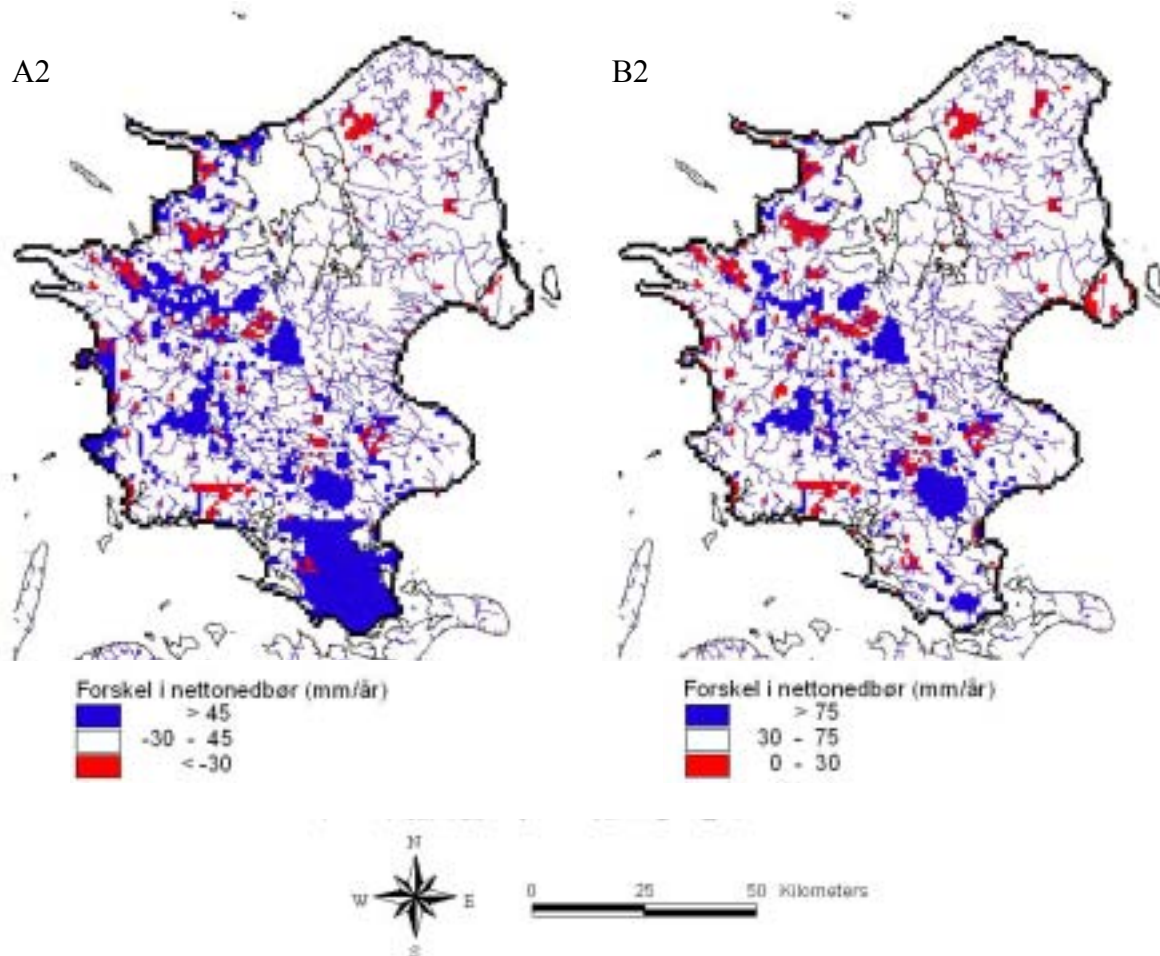 A2
B2
Forskel i nettonedbør (mm/år)
> 45
-30 - 45
< -30
Forskel i nettonedbør (mm/år)
> 75
30 - 75
0 - 30
N
W E
S
0 25 50 Kilometers